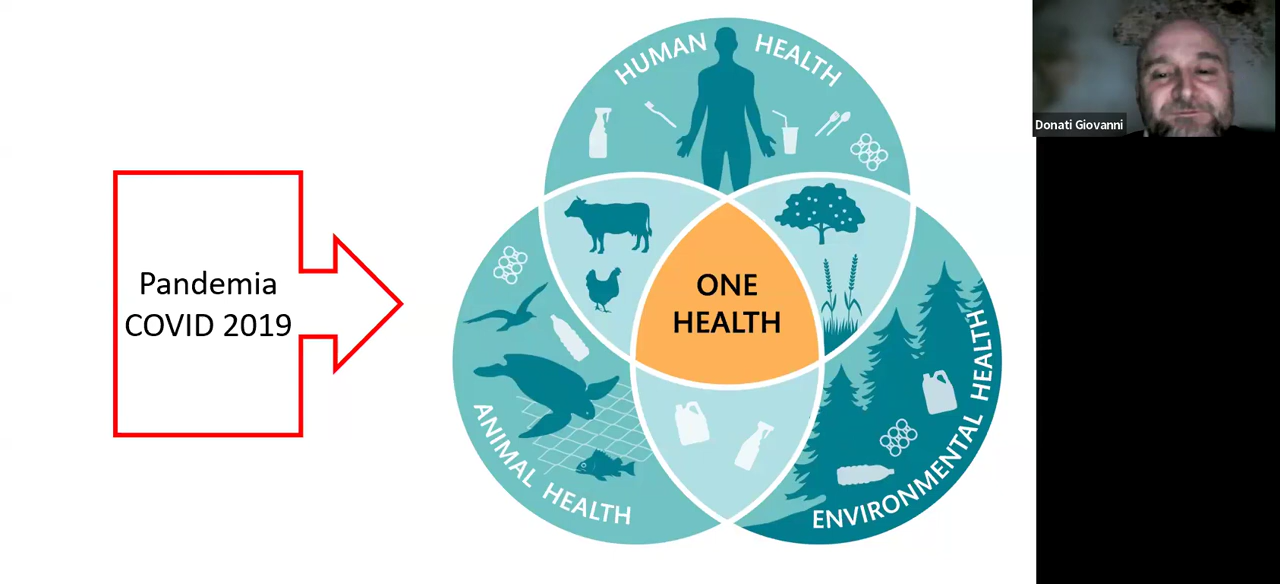 Pandemia
COVID 2019
HUMAN HEALTH
ONE
HEALTH
ANIMAL HEALTH
ENVIRONMENTAL HEALTH
Donati Giovanni